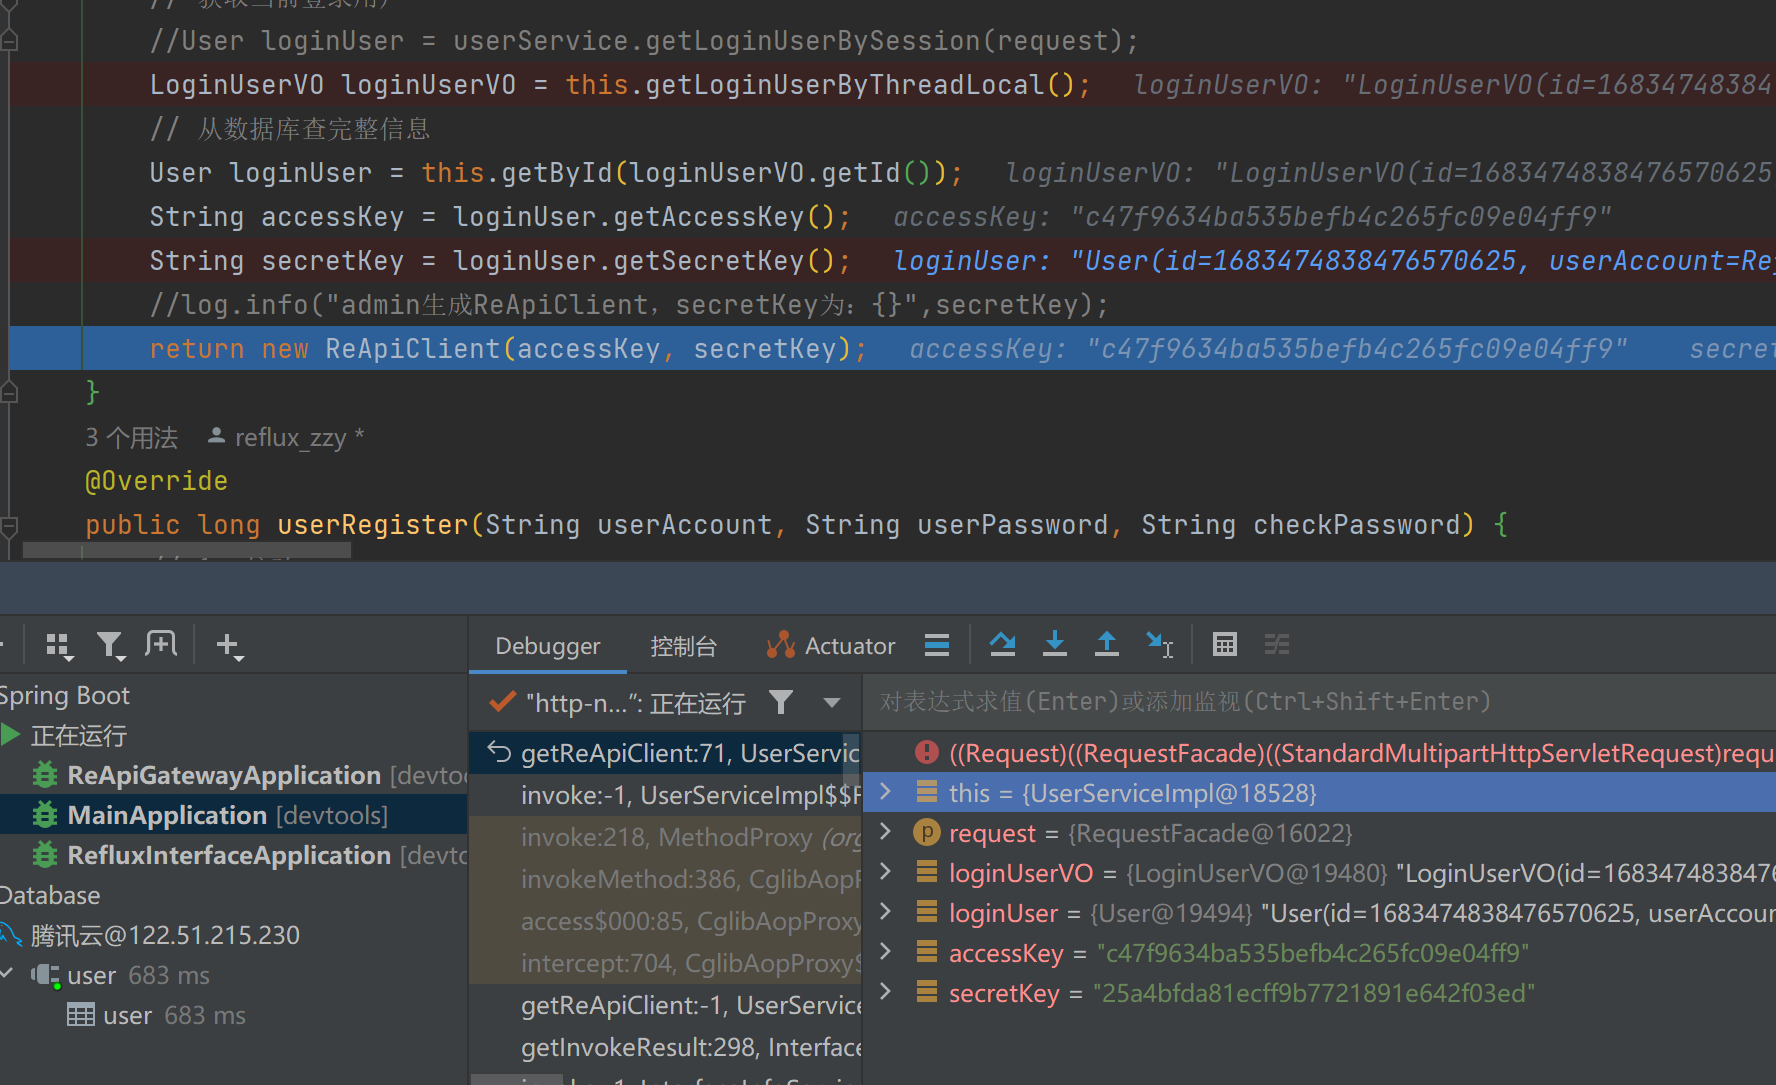 //User loginUser = userService.getLoginUserBySession(request);
LoginUserVO loginUserVO = this.getLoginUserByThreadLocal();  loginUserVO: "LoginUserVO(id=16834748384
// 从数据库查完整信息
User loginUser = this.getById(loginUserVO.getId());  loginUserVO: "LoginUserVO(id=1683474838476570625
String accessKey = loginUser.getAccessKey();  accessKey: "c47f9634ba535befb4c265fc09e04ff9"
String secretKey = loginUser.getSecretKey();  loginUser: "User(id=1683474838476570625, userAccount=Re
//log.info("admin生成ReApiClient，secretKey为：{}",secretKey);
return new ReApiClient(accessKey, secretKey);  accessKey: "c47f9634ba535befb4c265fc09e04ff9"  secret
}
3 个用法  reflux_zzy *
@Override
public long userRegister(String userAccount, String userPassword, String checkPassword) {
Debugger  控制台  Actuator
Spring Boot
正在运行
ReApiGatewayApplication [devtoo
MainApplication [devtools]
RefluxInterfaceApplication [devto
Database
腾讯云@122.51.215.230
user 683 ms
user 683 ms
"http-n...”: 正在运行
getReApiClient:71, UserServic
invoke:-1, UserServiceImpl$$F
invoke:218, MethodProxy (org
invokeMethod:386, CglibAopP
access$000:85, CglibAopProxy
intercept:704, CglibAopProxy$
getReApiClient:-1, UserService
getInvokeResult:298, Interface
对表达式求值(Enter)或添加监视(Ctrl+Shift+Enter)
((Request)((RequestFacade)((StandardMultipartHttpServletRequest)requ
this = {UserServiceImpl@18528}
request = {RequestFacade@16022}
loginUserVO = {LoginUserVO@19480} "LoginUserVO(id=1683474838476
loginUser = {User@19494} "User(id=1683474838476570625, userAccoun
accessKey = "c47f9634ba535befb4c265fc09e04ff9"
secretKey = "25a4bfda81ecff9b7721891e642f03ed"